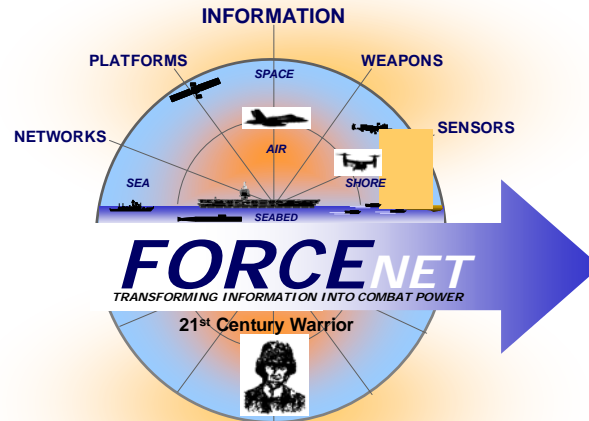 INFORMATION
PLATFORMS
WEAPONS
SPACE
NETWORKS
SENSORS
AIR
SEA
SHORE
SEABED
FORCENET
TRANSFORMING INFORMATION INTO COMBAT POWER
21st Century Warrior